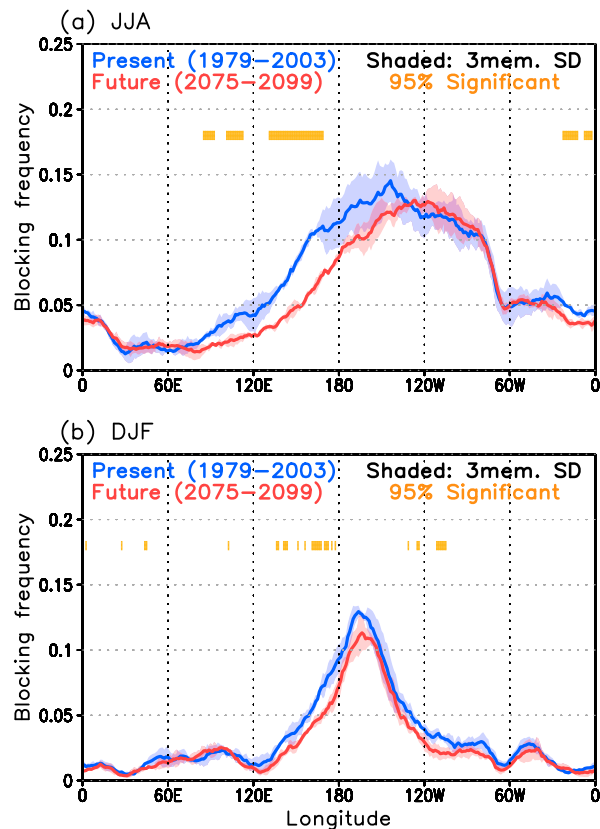 (a) JJA
0.25
Present (1979−2003) Shaded: 3mem. SD
Future (2075−2099) 95% Significant
0.2
0.15
0.1
0.05
0
Blocking frequency
0 60E 120E 180 120W 60W 0
(b) DJF
0.25
Present (1979−2003) Shaded: 3mem. SD
Future (2075−2099) 95% Significant
0.2
0.15
0.1
0.05
0
Blocking frequency
0 60E 120E 180 120W 60W 0
Longitude